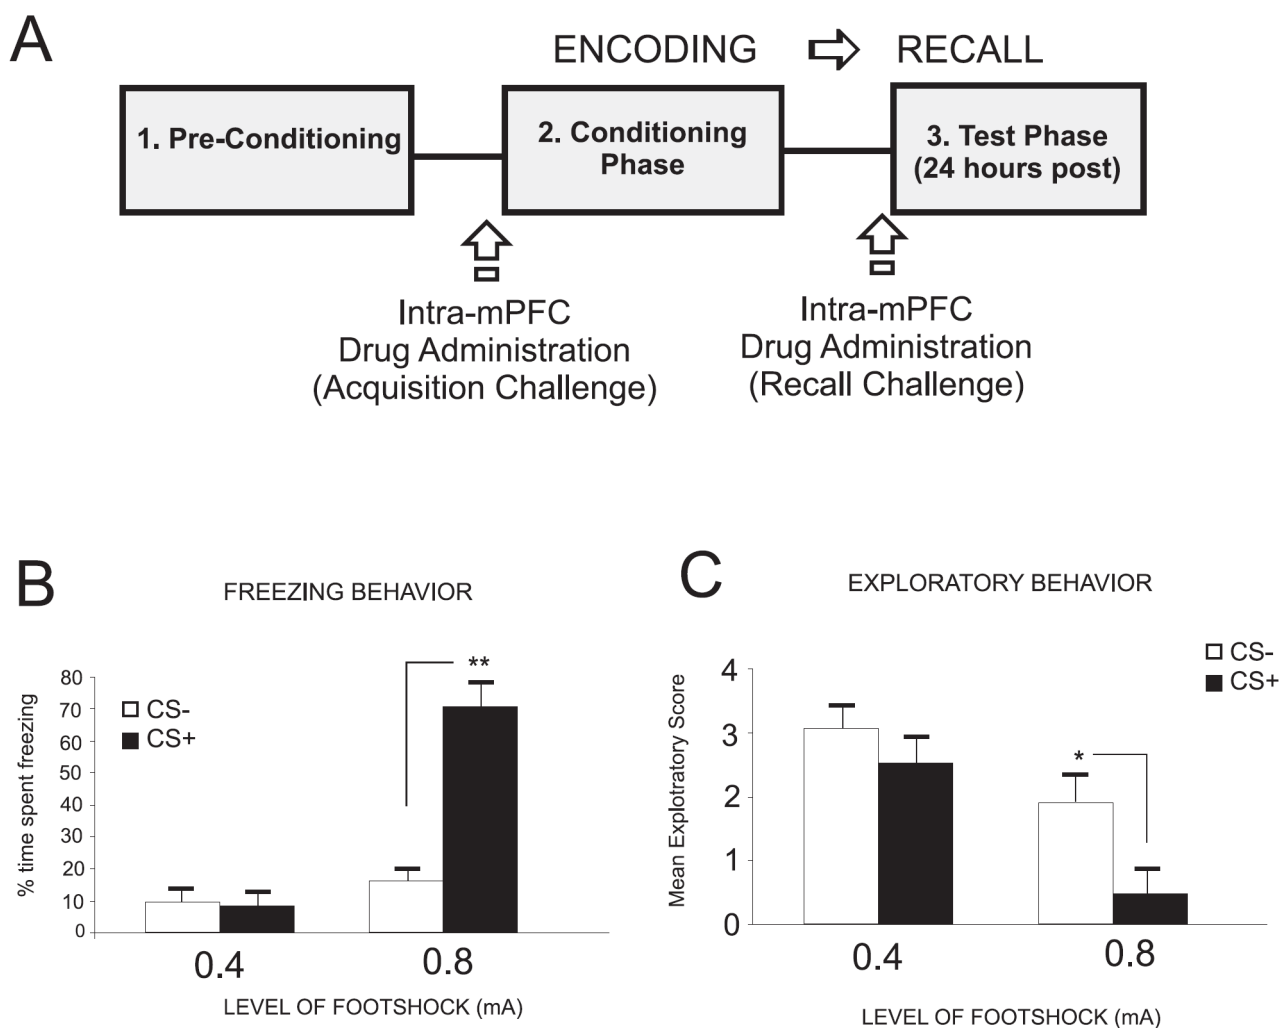 A
ENCODING RECALL
1. Pre-Conditioning
2. Conditioning
Phase
3. Test Phase
(24 hours post)
Intra-mPFC
Drug Administration
(Acquisition Challenge)
Intra-mPFC
Drug Administration
(Recall Challenge)
B
FREEZING BEHAVIOR
% time spent freezing
80
70
60
50
40
30
20
10
0
CS-
CS+
**
0.4 0.8
LEVEL OF FOOTSHOCK (mA)
C
EXPLORATORY BEHAVIOR
Mean Explotratory Score
4
3
2
1
0
CS-
CS+
*
0.4 0.8
LEVEL OF FOOTSHOCK (mA)